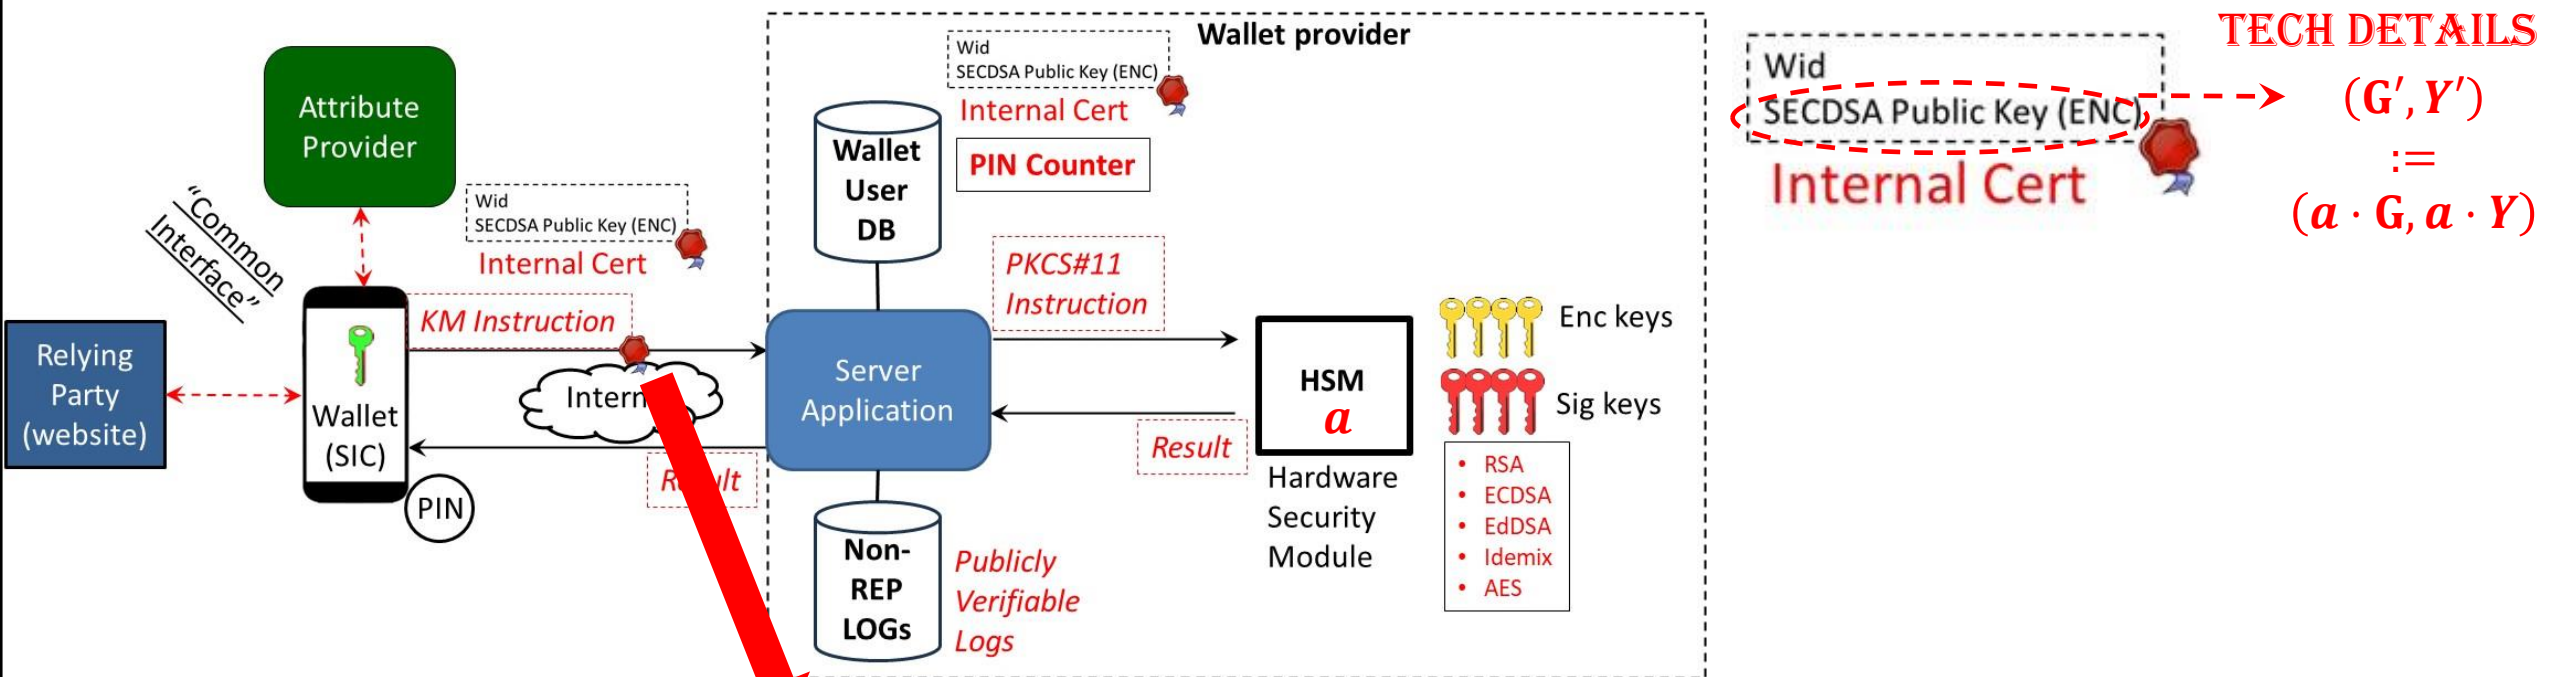 Wallet provider
Wid
SECDSA Public Key (ENC)
Internal Cert
PIN Counter
Attribute
Provider
"Common
Interface"
Wid
SECDSA Public Key (ENC)
Internal Cert
Wallet
User
DB
KM Instruction
PKCS#11
Instruction
Relying
Party
(website)
Wallet
(SIC)
PIN
Server
Application
HSM
a
Result
Hardware
Security
Module
Enc keys
Sig keys
• RSA
• ECDSA
• EdDSA
• Idemix
• AES
Non-
REP
LOGs
Publicly
Verifiable
Logs
TECH DETAILS
Wid
SECDSA Public Key (ENC)
Internal Cert
(G′, Y′)
:=
(a · G, a · Y)